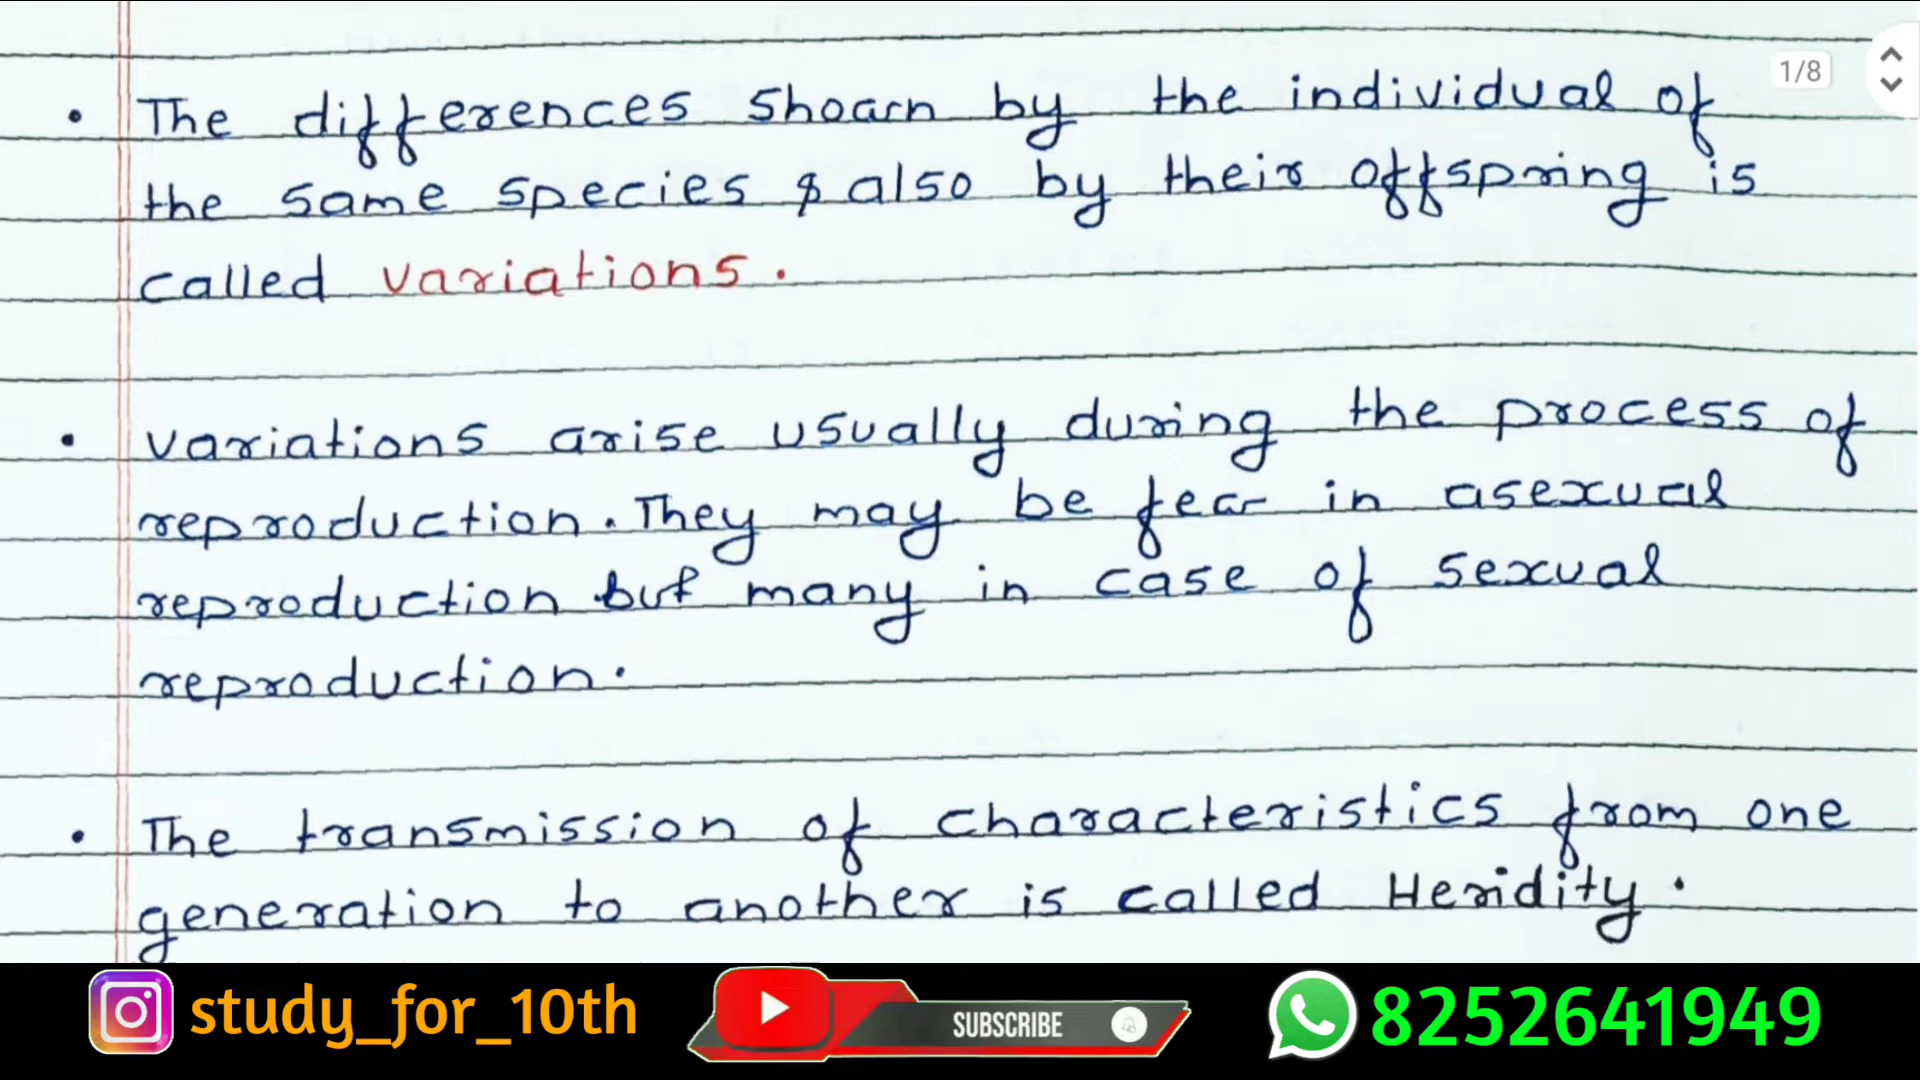 1/8
• The differences shown by the individual of
the same species & also by their offspring is
called variations.
• variations arise usually during the process of
reproduction. They may be few in asexual
reproduction but many in case of sexual
reproduction.
• The transmission of characteristics from one
generation to another is called Heridity.
study_for_10th
SUBSCRIBE
8252641949